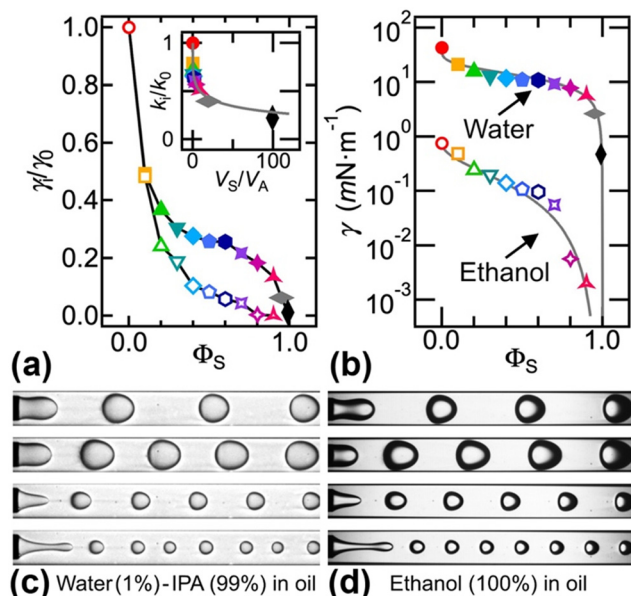 1.0
0.8
0.6
0.4
0.2
0.0
γᵢ/γ₀
1
kᵢ/k₀
0
0
100
V_S/V_A
0.0
1.0
Φ_S
(a)
10²
10¹
10⁰
10⁻¹
10⁻²
10⁻³
γ (mN·m⁻¹)
Water
Ethanol
0.0
1.0
Φ_S
(b)
(c) Water (1%)-IPA (99%) in oil
(d) Ethanol (100%) in oil